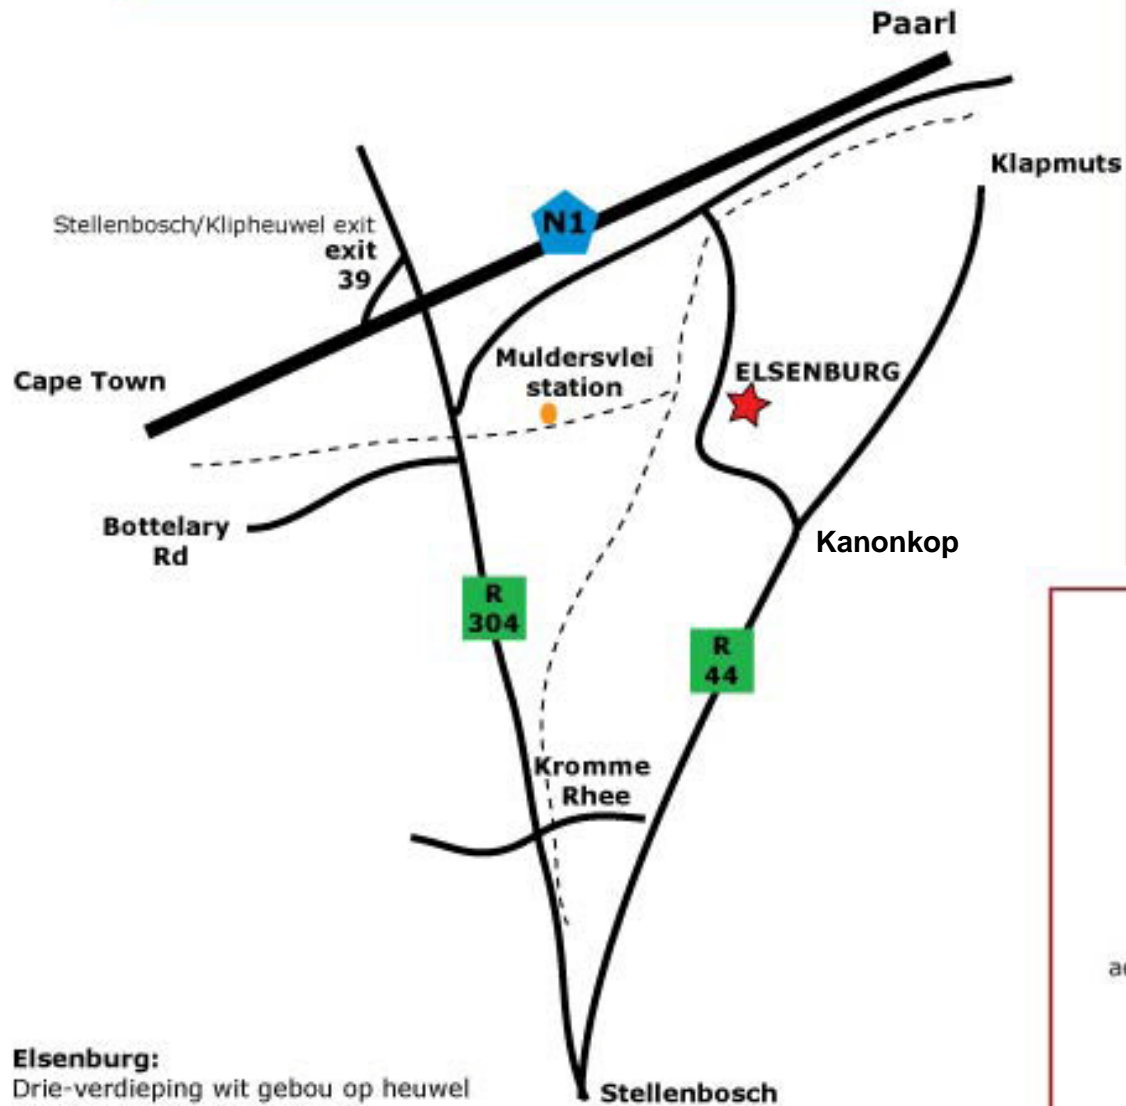 Paarl
Klapmuts
Stellenbosch/Klipheuwel exit
exit
39
N1
Cape Town
Muldersvlei
station
ELSENBURG
Bottelary
Rd
Kanonkop
R
304
R
44
Kromme
Rhee
Elsenburg:
Drie-verdieping wit gebou op heuwel
Stellenbosch